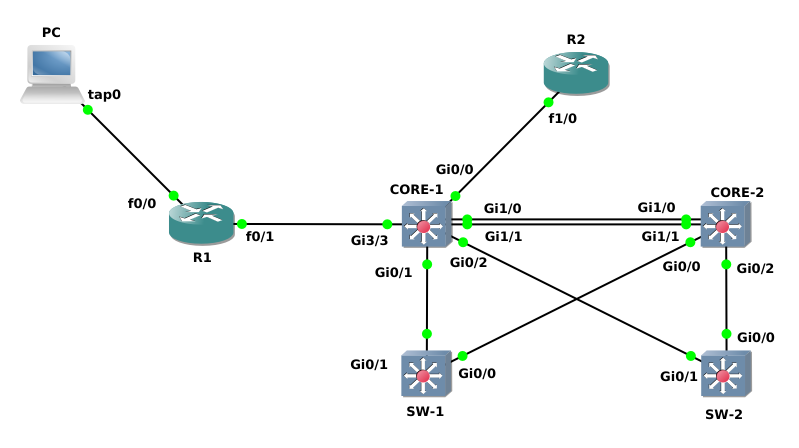 PC
R2
tap0
f1/0
Gi0/0
CORE-1
CORE-2
f0/0
Gi1/0
Gi1/0
f0/1
Gi3/3
Gi1/1
Gi1/1
R1
Gi0/1
Gi0/2
Gi0/0
Gi0/2
Gi0/0
Gi0/1
Gi0/0
Gi0/1
SW-1
SW-2